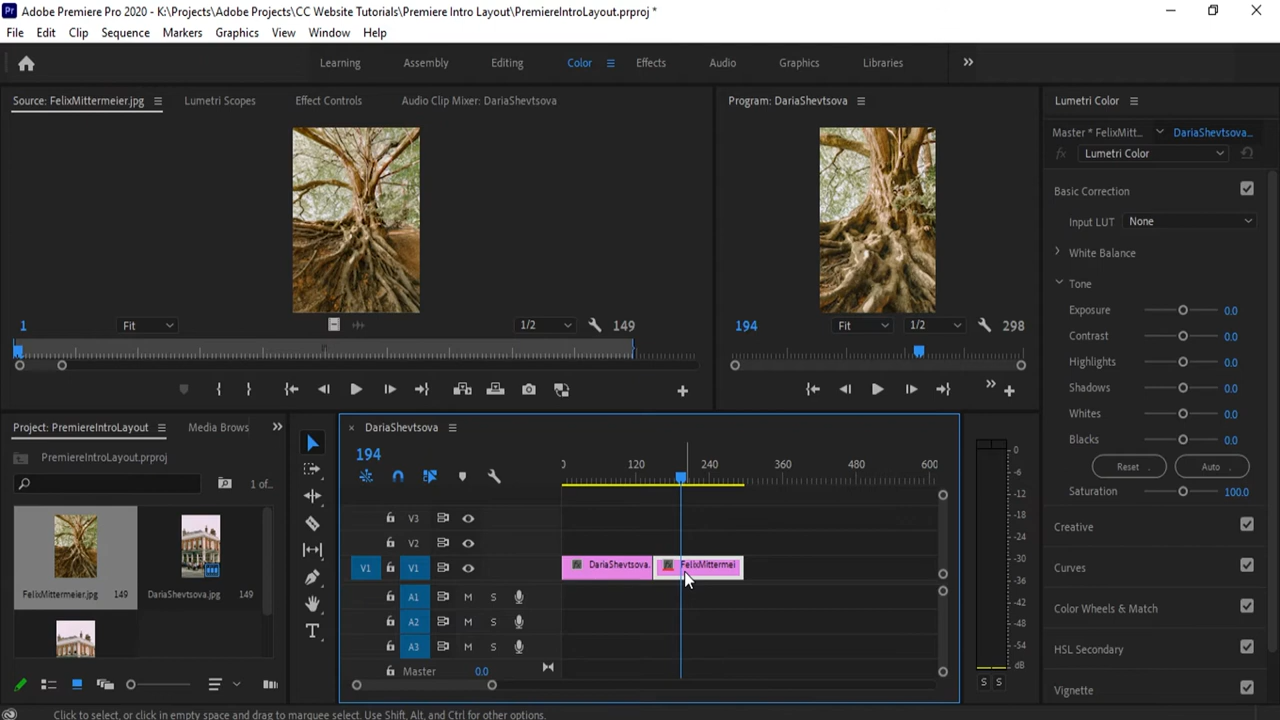 Pr Adobe Premiere Pro 2020 - K:\Projects\Adobe Projects\CC Website Tutorials\Premiere Intro Layout\PremiereIntroLayout.prproj *
File Edit Clip Sequence Markers Graphics View Window Help
Learning Assembly Editing Color Effects Audio Graphics Libraries
Source: FelixMittermeier.jpg Lumetri Scopes Effect Controls Audio Clip Mixer: DariaShevtsova
Program: DariaShevtsova
Lumetri Color
Master * FelixMitt... DariaShevtsova...
fx Lumetri Color
Basic Correction
Input LUT None
White Balance
Tone
Exposure 0.0
Contrast 0.0
Highlights 0.0
Shadows 0.0
Whites 0.0
Blacks 0.0
Reset Auto
Saturation 100.0
Creative
Curves
Color Wheels & Match
HSL Secondary
Vignette
1 Fit 1/2 149
194 Fit 1/2 298
Project: PremiereIntroLayout Media Brows
PremiereIntroLayout.prproj
1 of...
FelixMittermeier.jpg 149 DariaShevtsova.jpg 149
DariaShevtsova
194
0 120 240 360 480 600
V3
V2
V1 V1 DariaShevtsova. FelixMittermei
A1 M S
A2 M S
A3 M S
Master 0.0
0
-6
-12
-18
-24
-30
-36
-42
-48
-54
dB
S S
Click to select, or click in empty space and drag to marquee select. Use Shift, Alt, and Ctrl for other options.